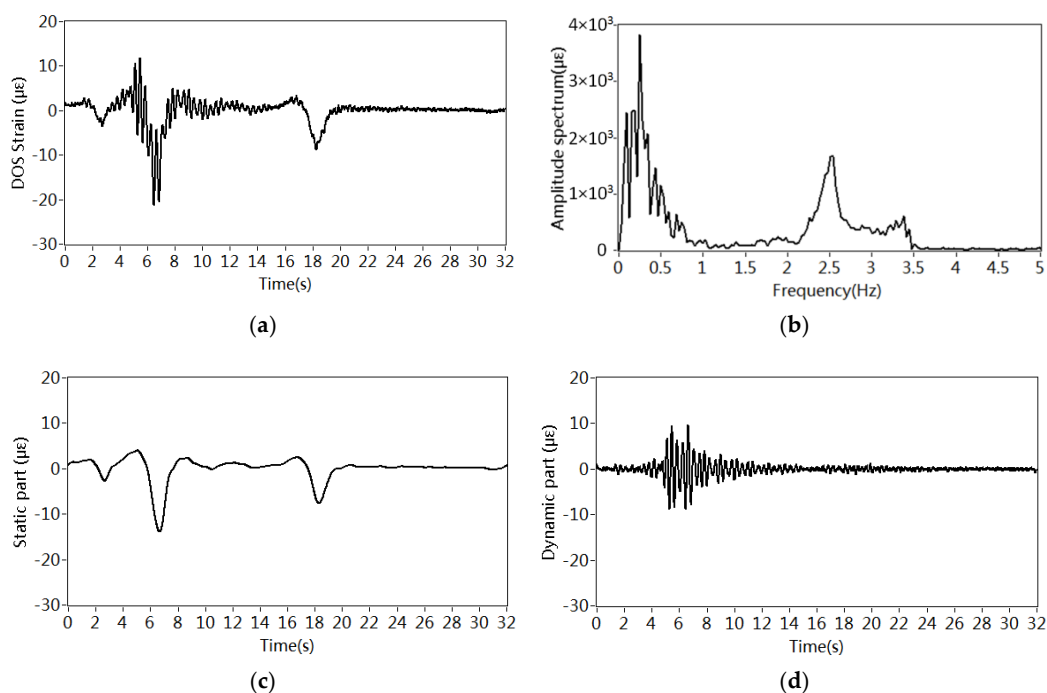 20
10
0
-10
-20
-30
DOS Strain (με)
0 2 4 6 8 10 12 14 16 18 20 22 24 26 28 30 32
Time(s)
(a)
4×10³
3×10³
2×10³
1×10³
0
Amplitude spectrum(με)
0 0.5 1 1.5 2 2.5 3 3.5 4 4.5 5
Frequency(Hz)
(b)
20
10
0
-10
-20
-30
Static part (με)
0 2 4 6 8 10 12 14 16 18 20 22 24 26 28 30 32
Time(s)
(c)
20
10
0
-10
-20
-30
Dynamic part (με)
0 2 4 6 8 10 12 14 16 18 20 22 24 26 28 30 32
Time(s)
(d)